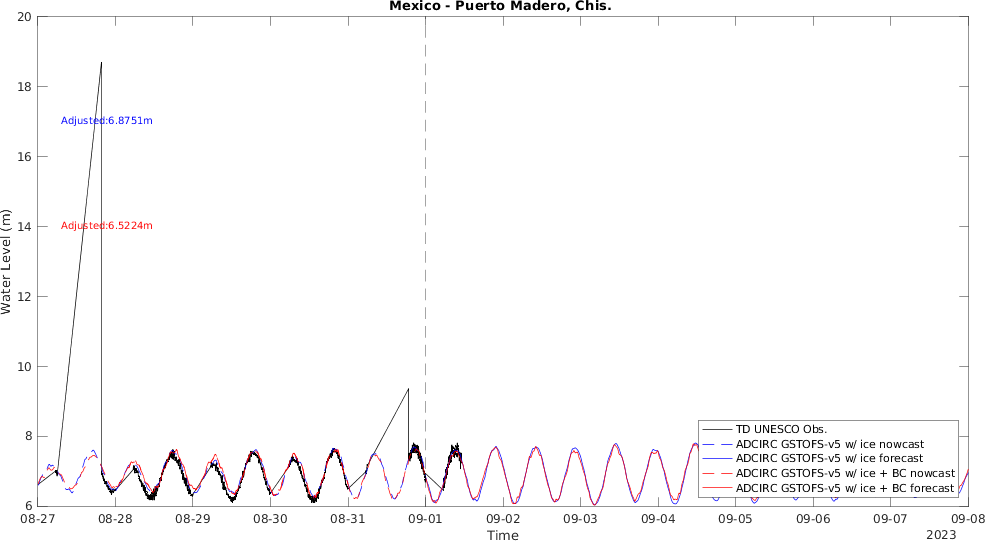 Mexico - Puerto Madero, Chis.
20
18
16
14
12
10
8
6
Water Level (m)
Adjusted:6.8751m
Adjusted:6.5224m
TD UNESCO Obs.
ADCIRC GSTOFS-v5 w/ ice nowcast
ADCIRC GSTOFS-v5 w/ ice forecast
ADCIRC GSTOFS-v5 w/ ice + BC nowcast
ADCIRC GSTOFS-v5 w/ ice + BC forecast
08-27 08-28 08-29 08-30 08-31 09-01 09-02 09-03 09-04 09-05 09-06 09-07 09-08
Time
2023